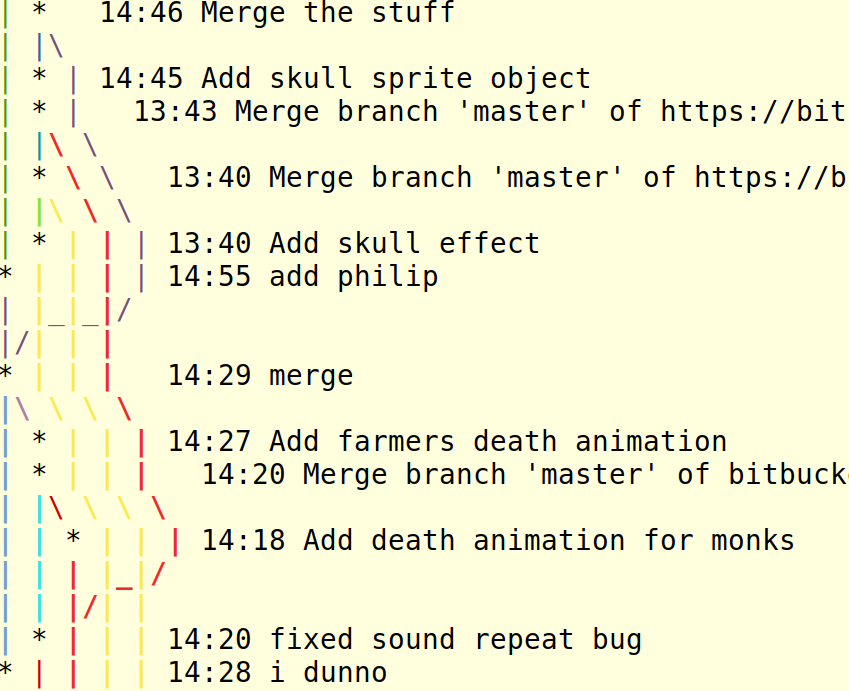 | *   14:46 Merge the stuff
| |\
| * | 14:45 Add skull sprite object
| * |   13:43 Merge branch 'master' of https://bit
| |\ \
| * \ \   13:40 Merge branch 'master' of https://b
| |\ \ \
| * | | | 13:40 Add skull effect
* | | | | 14:55 add philip
| |_|_|/
|/| | |
* | | |   14:29 merge
|\ \ \ \
| * | | | 14:27 Add farmers death animation
| * | | |   14:20 Merge branch 'master' of bitbuck
| |\ \ \ \
| | * | | | 14:18 Add death animation for monks
| | | |_|/
| | |/| |
| * | | | 14:20 fixed sound repeat bug
* | | | | 14:28 i dunno